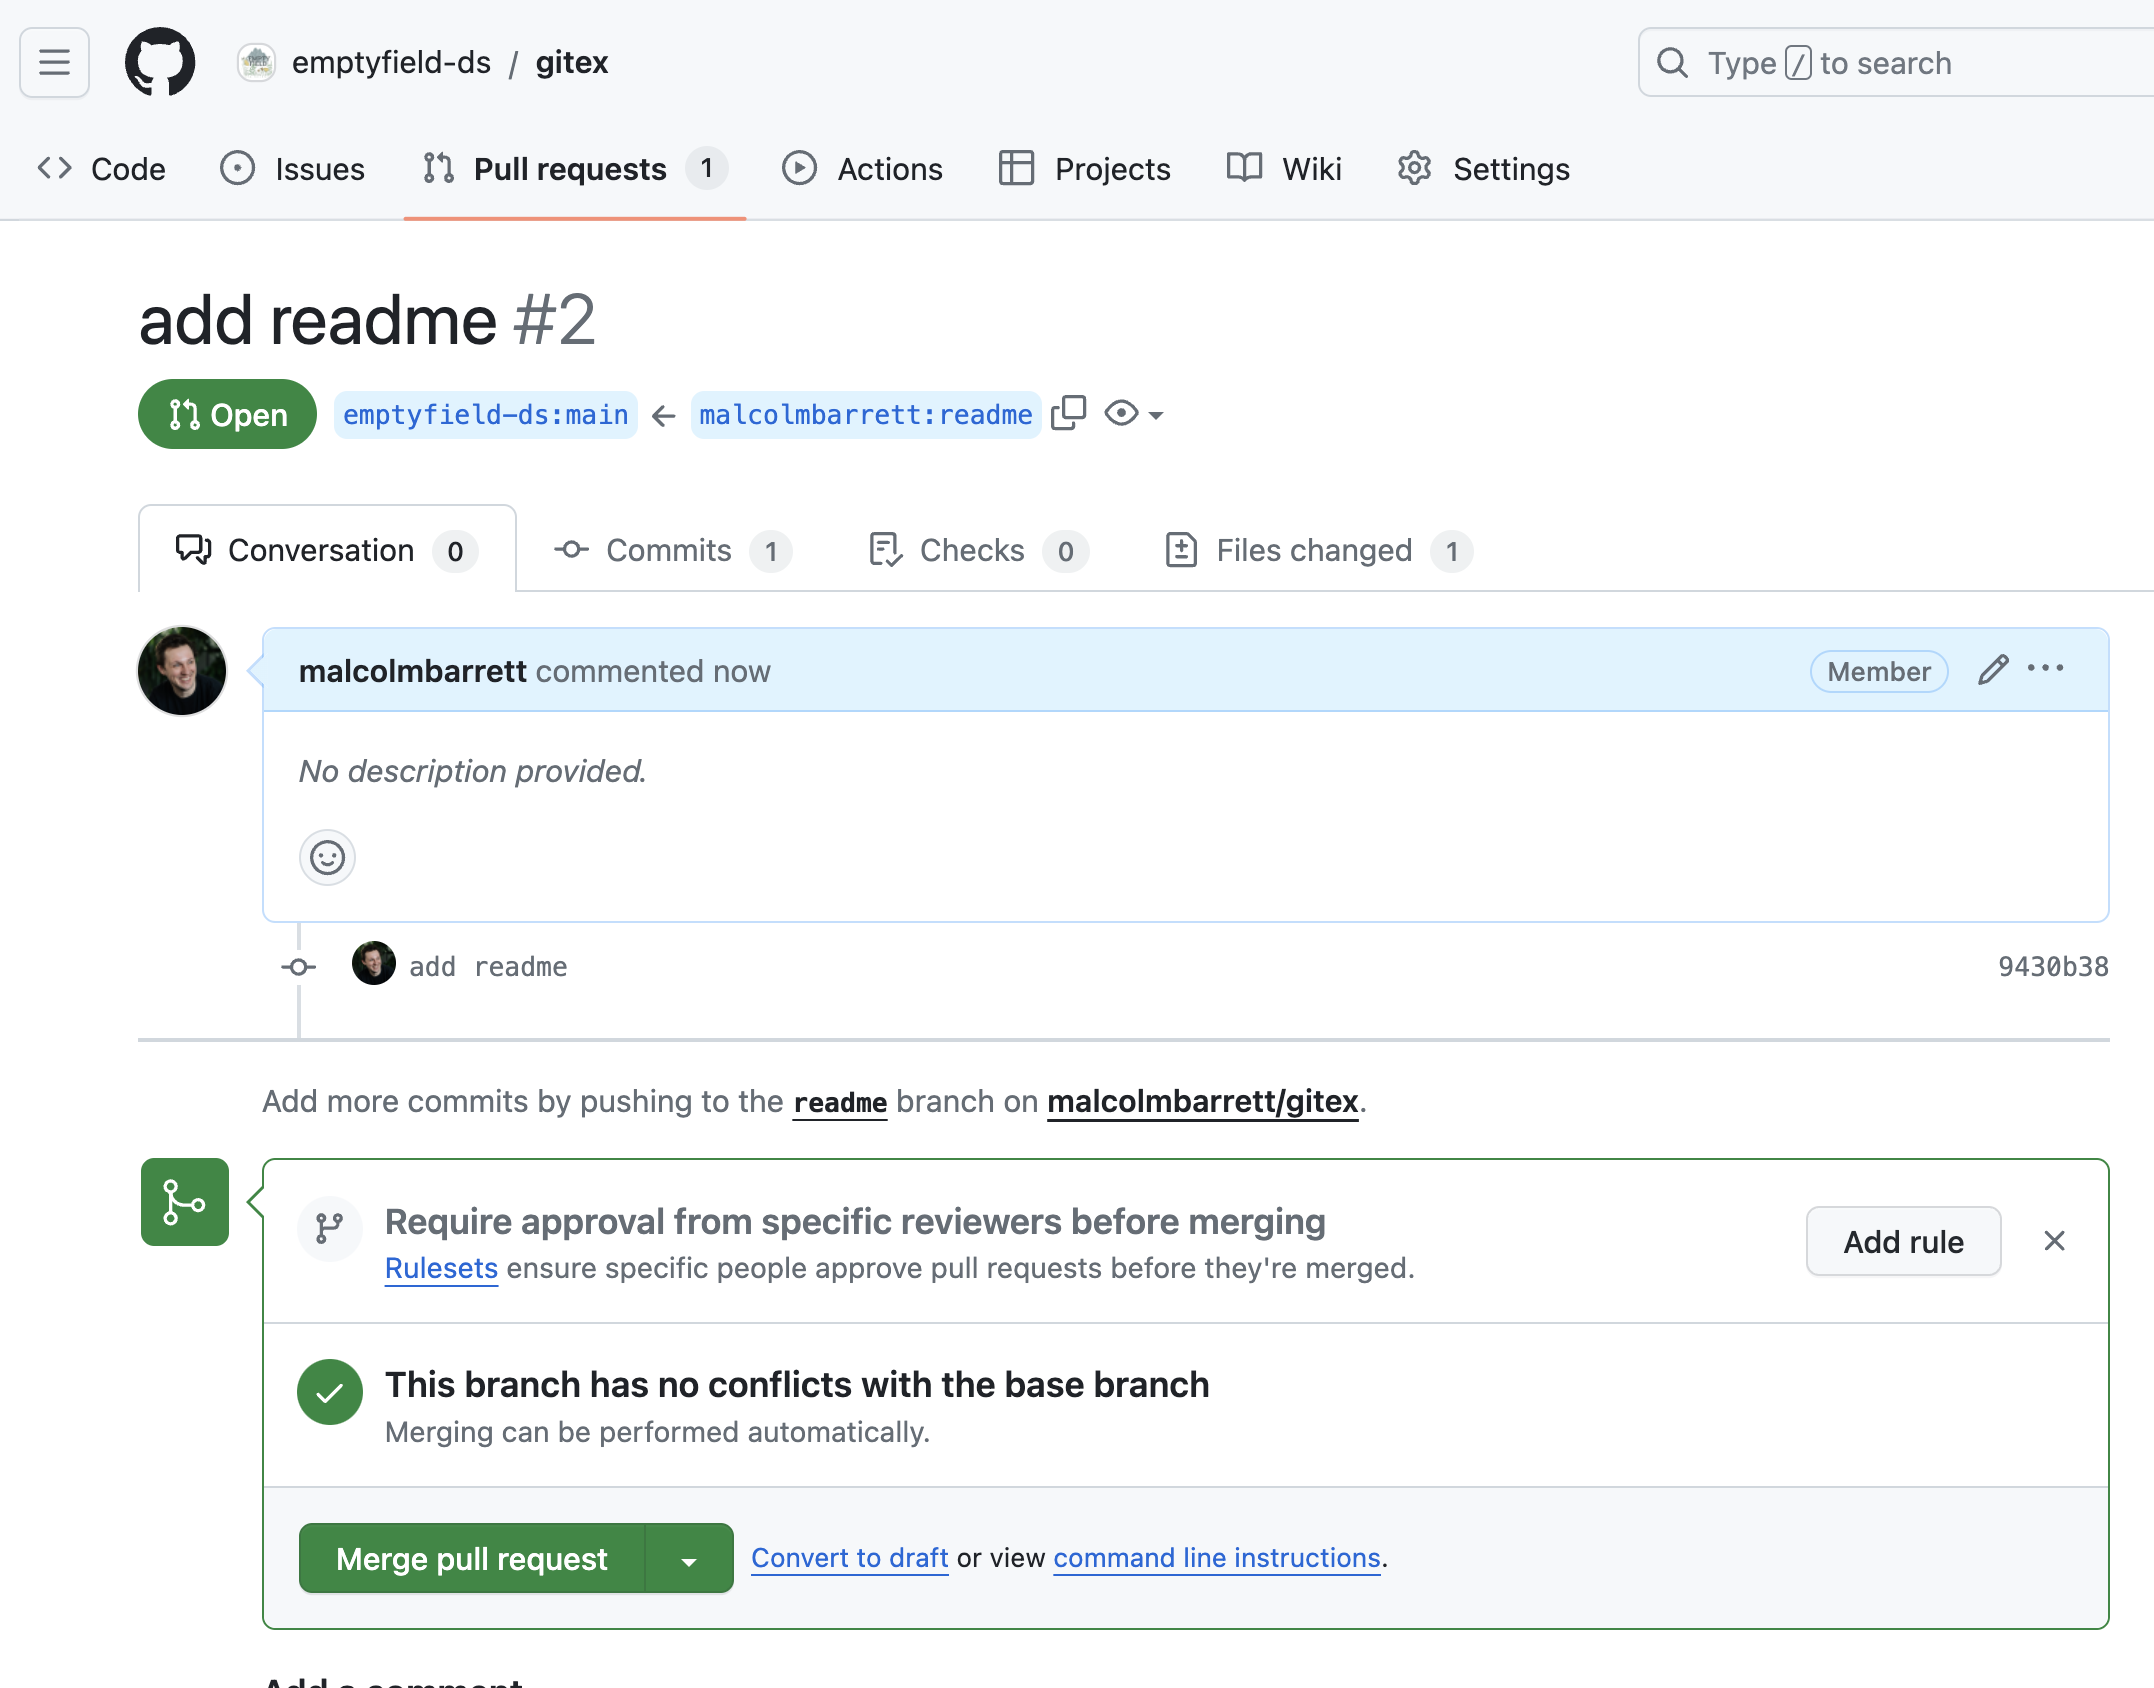 emptyfield-ds / gitex
Type / to search
Code Issues Pull requests 1 Actions Projects Wiki Settings
add readme #2
Open emptyfield-ds:main ← malcolmbarrett:readme
Conversation 0 Commits 1 Checks 0 Files changed 1
malcolmbarrett commented now Member
No description provided.
add readme 9430b38
Add more commits by pushing to the readme branch on malcolmbarrett/gitex.
Require approval from specific reviewers before merging
Rulesets ensure specific people approve pull requests before they're merged.
Add rule
This branch has no conflicts with the base branch
Merging can be performed automatically.
Merge pull request Convert to draft or view command line instructions.
Add a comment